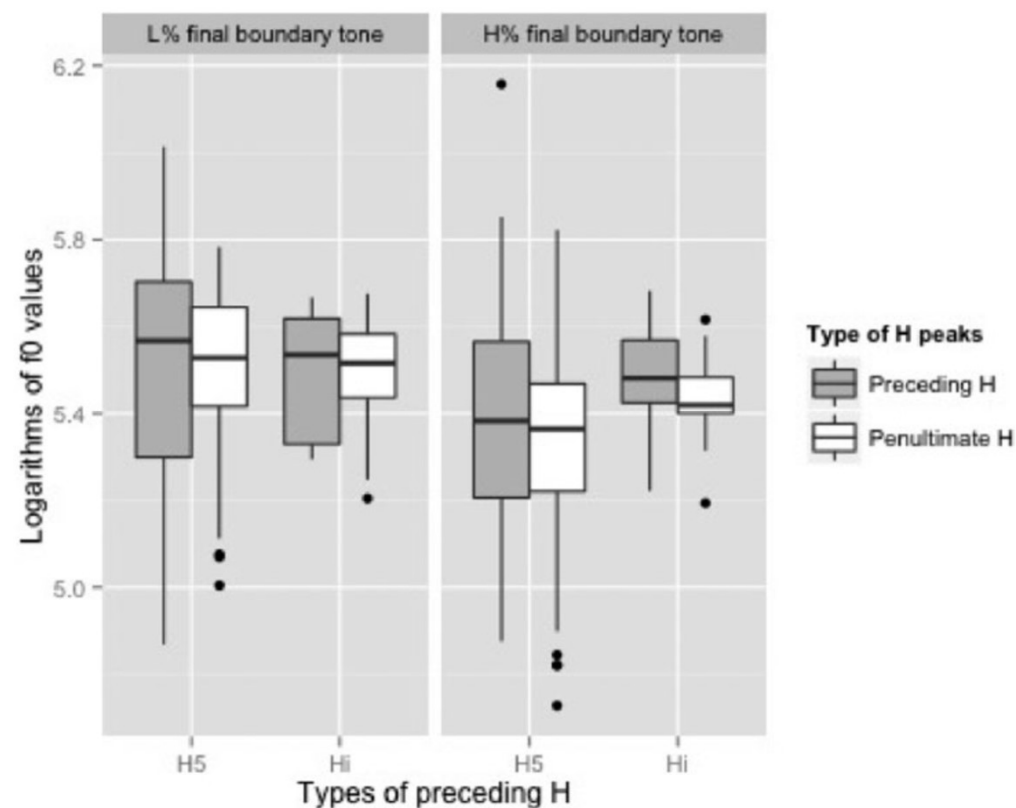 L% final boundary tone
H% final boundary tone
6.2
5.8
5.4
5.0
Logarithms of f0 values
H5
Hi
H5
Hi
Types of preceding H
Type of H peaks
Preceding H
Penultimate H